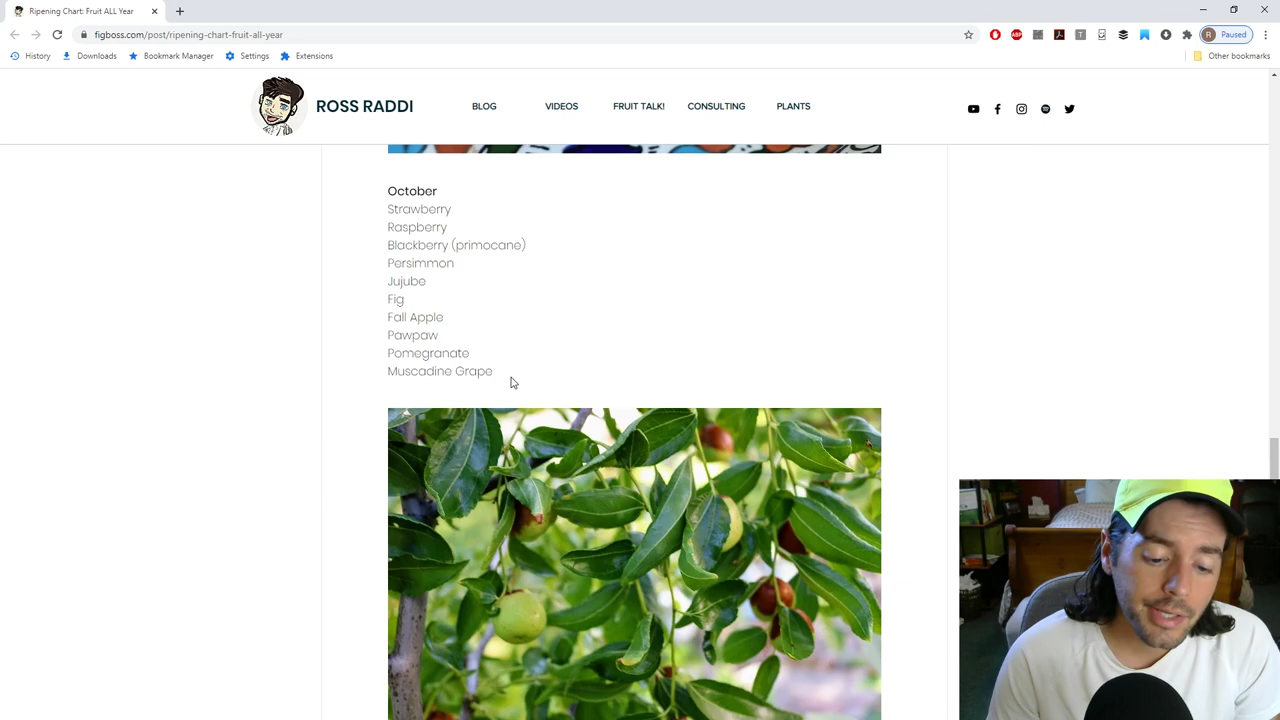 Ripening Chart: Fruit ALL Year
figboss.com/post/ripening-chart-fruit-all-year
R Paused
History Downloads Bookmark Manager Settings Extensions Other bookmarks
ROSS RADDI BLOG VIDEOS FRUIT TALK! CONSULTING PLANTS
October
Strawberry
Raspberry
Blackberry (primocane)
Persimmon
Jujube
Fig
Fall Apple
Pawpaw
Pomegranate
Muscadine Grape